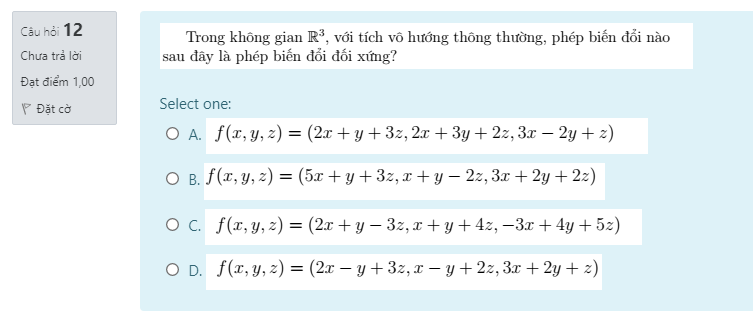 Câu hỏi 12
Chưa trả lời
Đạt điểm 1,00
Đặt cờ
Trong không gian ℝ³, với tích vô hướng thông thường, phép biến đổi nào
sau đây là phép biến đổi đối xứng?
Select one:
A. f(x, y, z) = (2x + y + 3z, 2x + 3y + 2z, 3x − 2y + z)
B. f(x, y, z) = (5x + y + 3z, x + y − 2z, 3x + 2y + 2z)
C. f(x, y, z) = (2x + y − 3z, x + y + 4z, −3x + 4y + 5z)
D. f(x, y, z) = (2x − y + 3z, x − y + 2z, 3x + 2y + z)